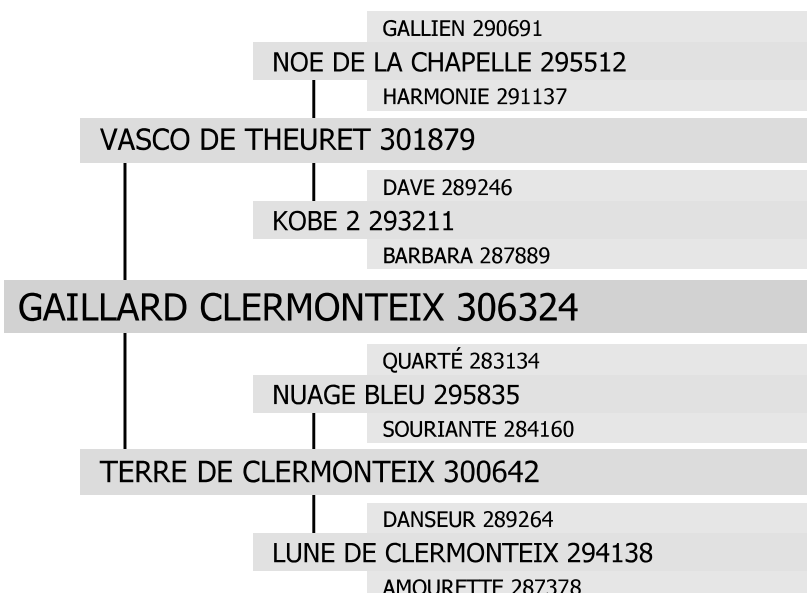 GALLIEN 290691
NOE DE LA CHAPELLE 295512
HARMONIE 291137
VASCO DE THEURET 301879
DAVE 289246
KOBE 2 293211
BARBARA 287889
GAILLARD CLERMONTEIX 306324
QUARTÉ 283134
NUAGE BLEU 295835
SOURIANTE 284160
TERRE DE CLERMONTEIX 300642
DANSEUR 289264
LUNE DE CLERMONTEIX 294138
AMOURETTE 287378